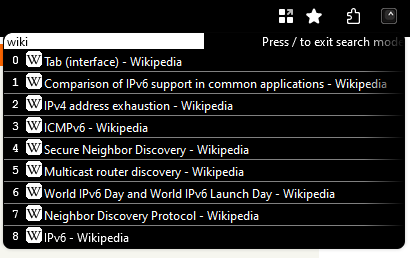 wiki Press / to exit search mode
0 W Tab (interface) - Wikipedia
1 W Comparison of IPv6 support in common applications - Wikipedia
2 W IPv4 address exhaustion - Wikipedia
3 W ICMPv6 - Wikipedia
4 W Secure Neighbor Discovery - Wikipedia
5 W Multicast router discovery - Wikipedia
6 W World IPv6 Day and World IPv6 Launch Day - Wikipedia
7 W Neighbor Discovery Protocol - Wikipedia
8 W IPv6 - Wikipedia